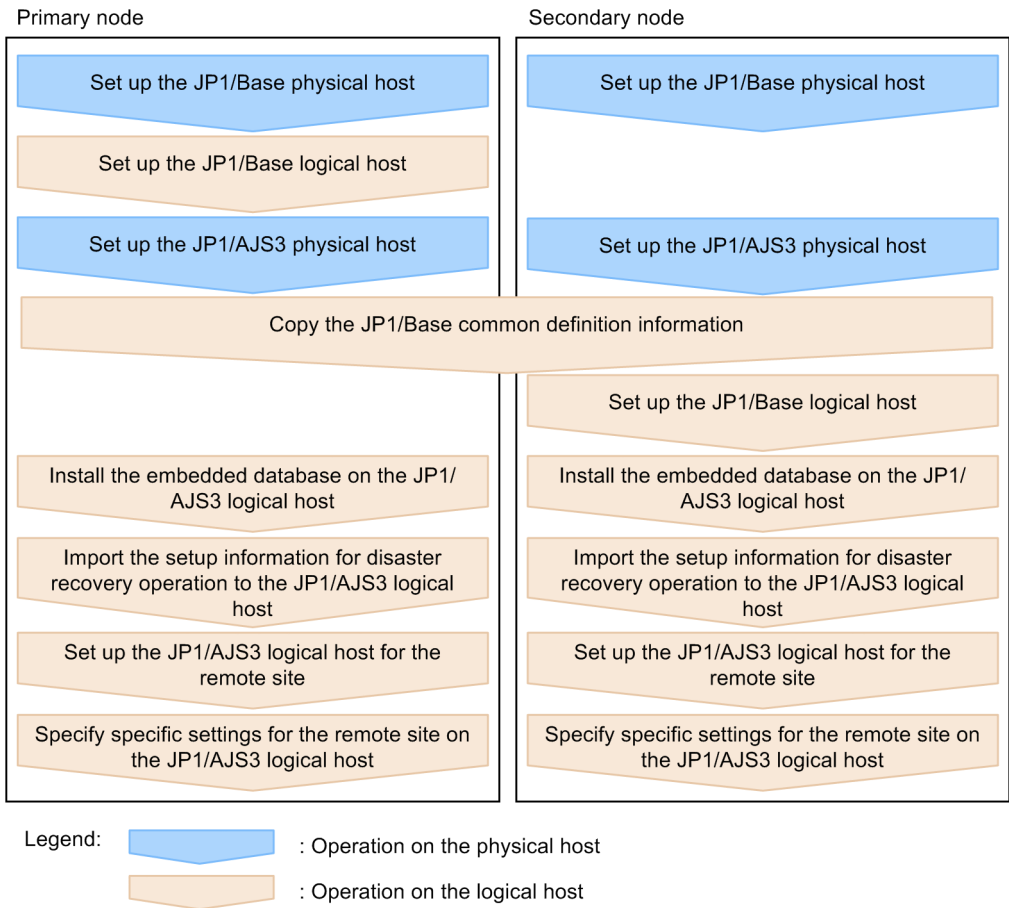 Primary node
Secondary node
Set up the JP1/Base physical host
Set up the JP1/Base physical host
Set up the JP1/Base logical host
Set up the JP1/AJS3 physical host
Set up the JP1/AJS3 physical host
Copy the JP1/Base common definition information
Set up the JP1/Base logical host
Install the embedded database on the JP1/
AJS3 logical host
Install the embedded database on the JP1/
AJS3 logical host
Import the setup information for disaster
recovery operation to the JP1/AJS3 logical
host
Import the setup information for disaster
recovery operation to the JP1/AJS3 logical
host
Set up the JP1/AJS3 logical host for the
remote site
Set up the JP1/AJS3 logical host for the
remote site
Specify specific settings for the remote site on
the JP1/AJS3 logical host
Specify specific settings for the remote site on
the JP1/AJS3 logical host
Legend:
: Operation on the physical host
: Operation on the logical host